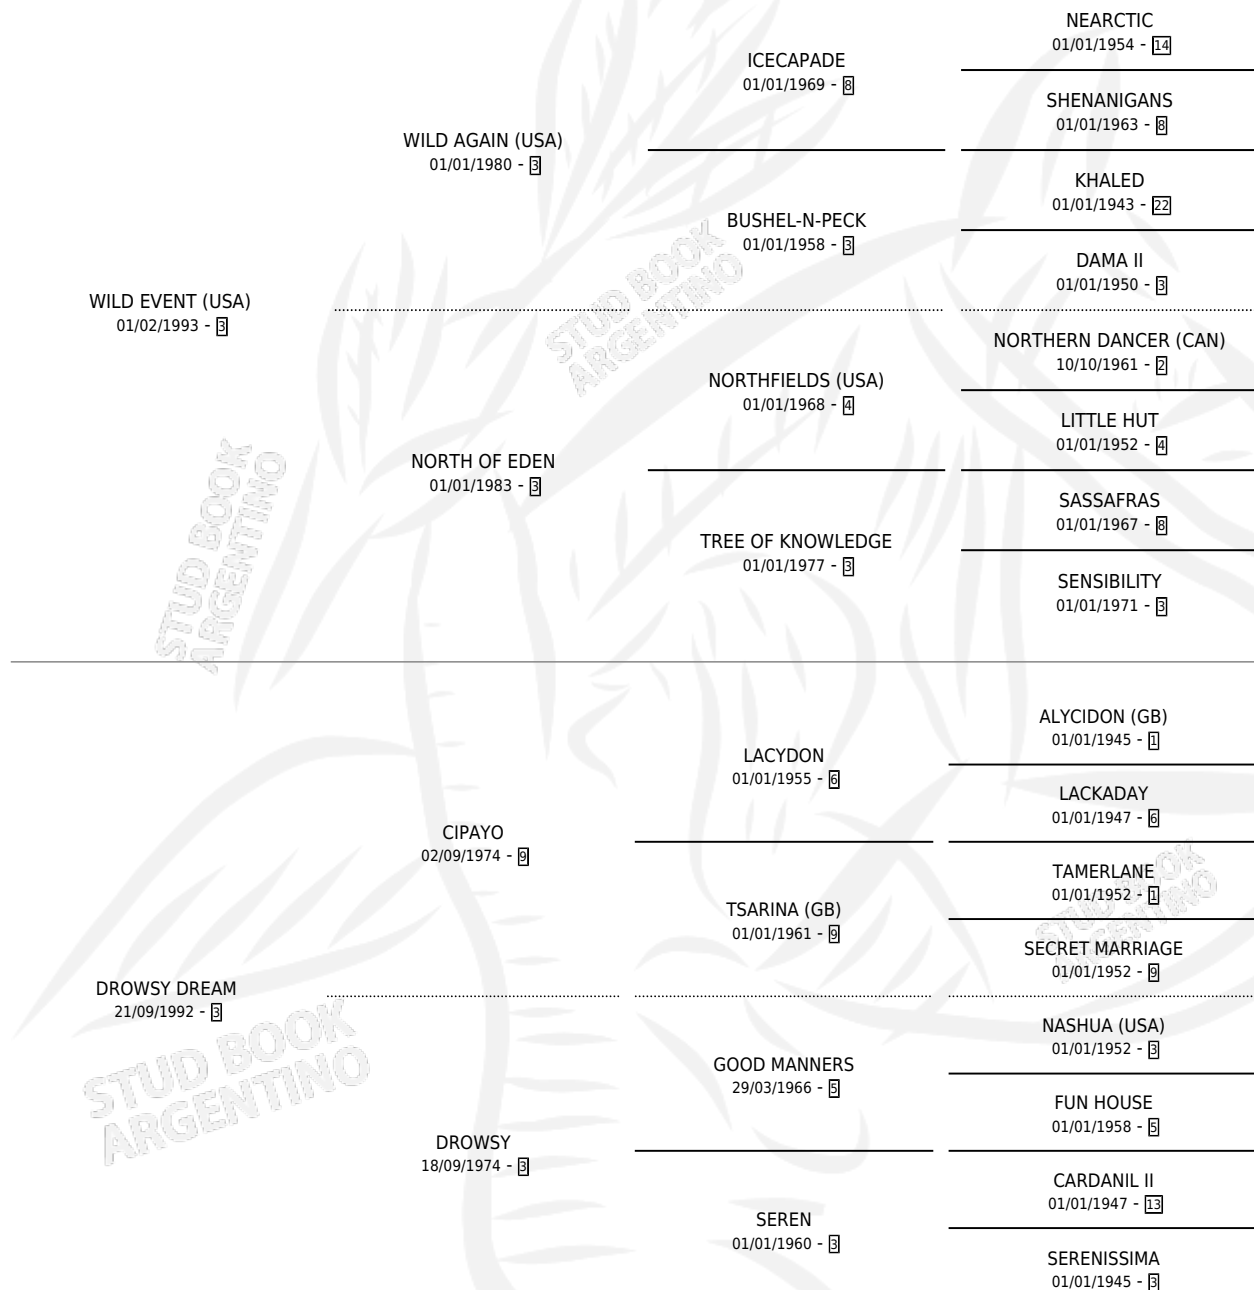 NEARCTIC
01/01/1954 - 14
ICECAPADE
01/01/1969 - 8
SHENANIGANS
01/01/1963 - 8
WILD AGAIN (USA)
01/01/1980 - 3
KHALED
01/01/1943 - 22
BUSHEL-N-PECK
01/01/1958 - 3
DAMA II
01/01/1950 - 3
WILD EVENT (USA)
01/02/1993 - 3
NORTHERN DANCER (CAN)
10/10/1961 - 2
NORTHFIELDS (USA)
01/01/1968 - 4
LITTLE HUT
01/01/1952 - 4
NORTH OF EDEN
01/01/1983 - 3
SASSAFRAS
01/01/1967 - 8
TREE OF KNOWLEDGE
01/01/1977 - 3
SENSIBILITY
01/01/1971 - 3
STUD BOOK
ARGENTINO
STUD BOOK
ARGENTINO
ALYCIDON (GB)
01/01/1945 - 1
LACYDON
01/01/1955 - 6
LACKADAY
01/01/1947 - 6
CIPAYO
02/09/1974 - 9
TAMERLANE
01/01/1952 - 1
TSARINA (GB)
01/01/1961 - 9
SECRET MARRIAGE
01/01/1952 - 9
STUD BOOK
ARGENTINO
DROWSY DREAM
21/09/1992 - 3
STUD BOOK
ARGENTINO
NASHUA (USA)
01/01/1952 - 3
GOOD MANNERS
29/03/1966 - 5
FUN HOUSE
01/01/1958 - 5
DROWSY
18/09/1974 - 3
CARDANIL II
01/01/1947 - 13
SEREN
01/01/1960 - 3
SERENISSIMA
01/01/1945 - 3